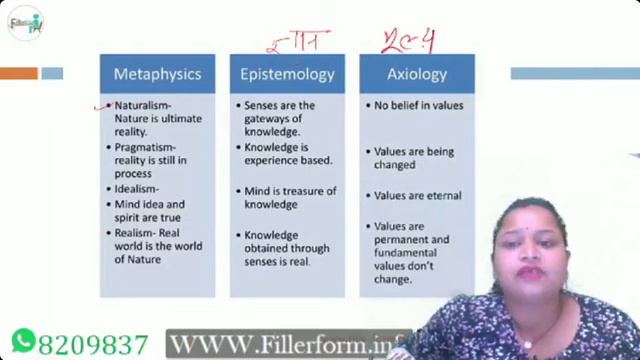 Fillerform
ज्ञान
मूल्य
Metaphysics
• Naturalism-
Nature is ultimate
reality.
• Pragmatism-
reality is still in
process
• Idealism-
• Mind idea and
spirit are true
• Realism- Real
world is the world
of Nature
Epistemology
• Senses are the
gateways of
knowledge.
• Knowledge is
experience based.
• Mind is treasure of
knowledge
• Knowledge
obtained through
senses is real.
Axiology
• No belief in values
• Values are being
changed
• Values are eternal
• Values are
permanent and
fundamental
values don't
change.
8209837
WWW.Fillerform.inf